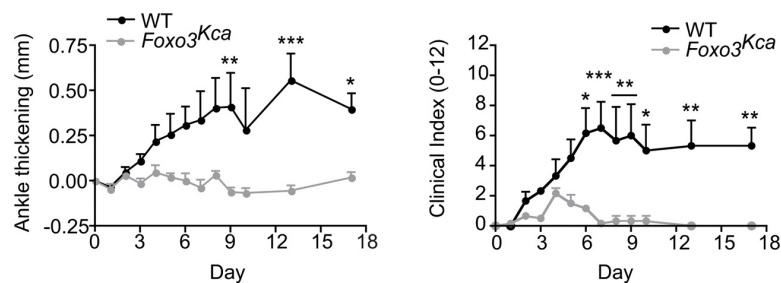 WT
Foxo3Kca
Ankle thickening (mm)
0.75
0.50
0.25
0.00
-0.25
** *** *
0 3 6 9 12 15 18
Day
WT
Foxo3Kca
Clinical Index (0-12)
12
10
8
6
4
2
0
* *** ** * ** **
0 3 6 9 12 15 18
Day